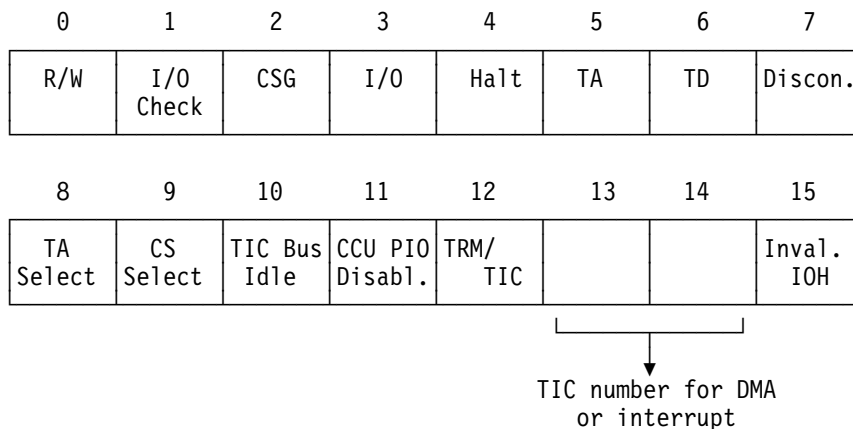 0 1 2 3 4 5 6 7
R/W I/O CSG I/O Halt TA TD Discon.
Check
8 9 10 11 12 13 14 15
TA CS TIC Bus CCU PIO TRM/ Inval.
Select Select Idle Disabl. TIC IOH
TIC number for DMA
or interrupt